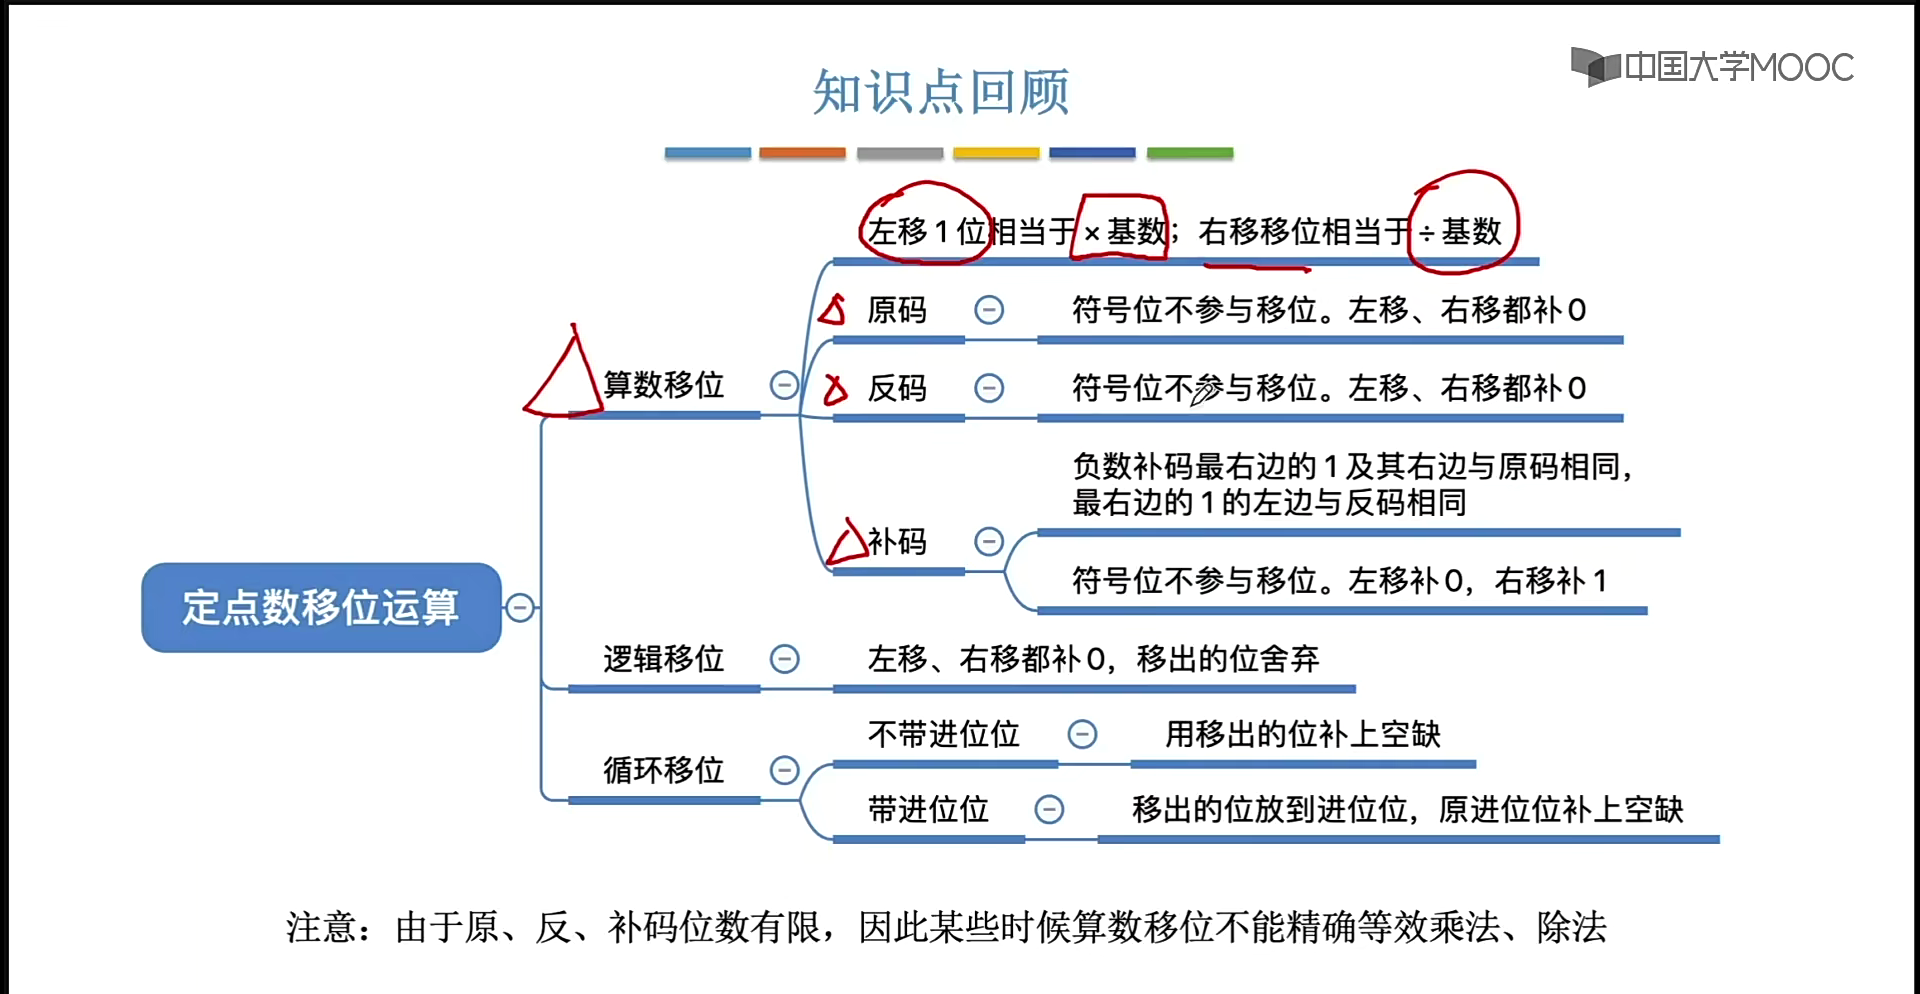 中国大学MOOC
知识点回顾
左移1位相当于×基数；右移移位相当于÷基数
原码
符号位不参与移位。左移、右移都补0
算数移位
反码
符号位不参与移位。左移、右移都补0
负数补码最右边的1及其右边与原码相同，
最右边的1的左边与反码相同
补码
符号位不参与移位。左移补0，右移补1
定点数移位运算
逻辑移位
左移、右移都补0，移出的位舍弃
不带进位位
用移出的位补上空缺
循环移位
带进位位
移出的位放到进位位，原进位位补上空缺
注意：由于原、反、补码位数有限，因此某些时候算数移位不能精确等效乘法、除法